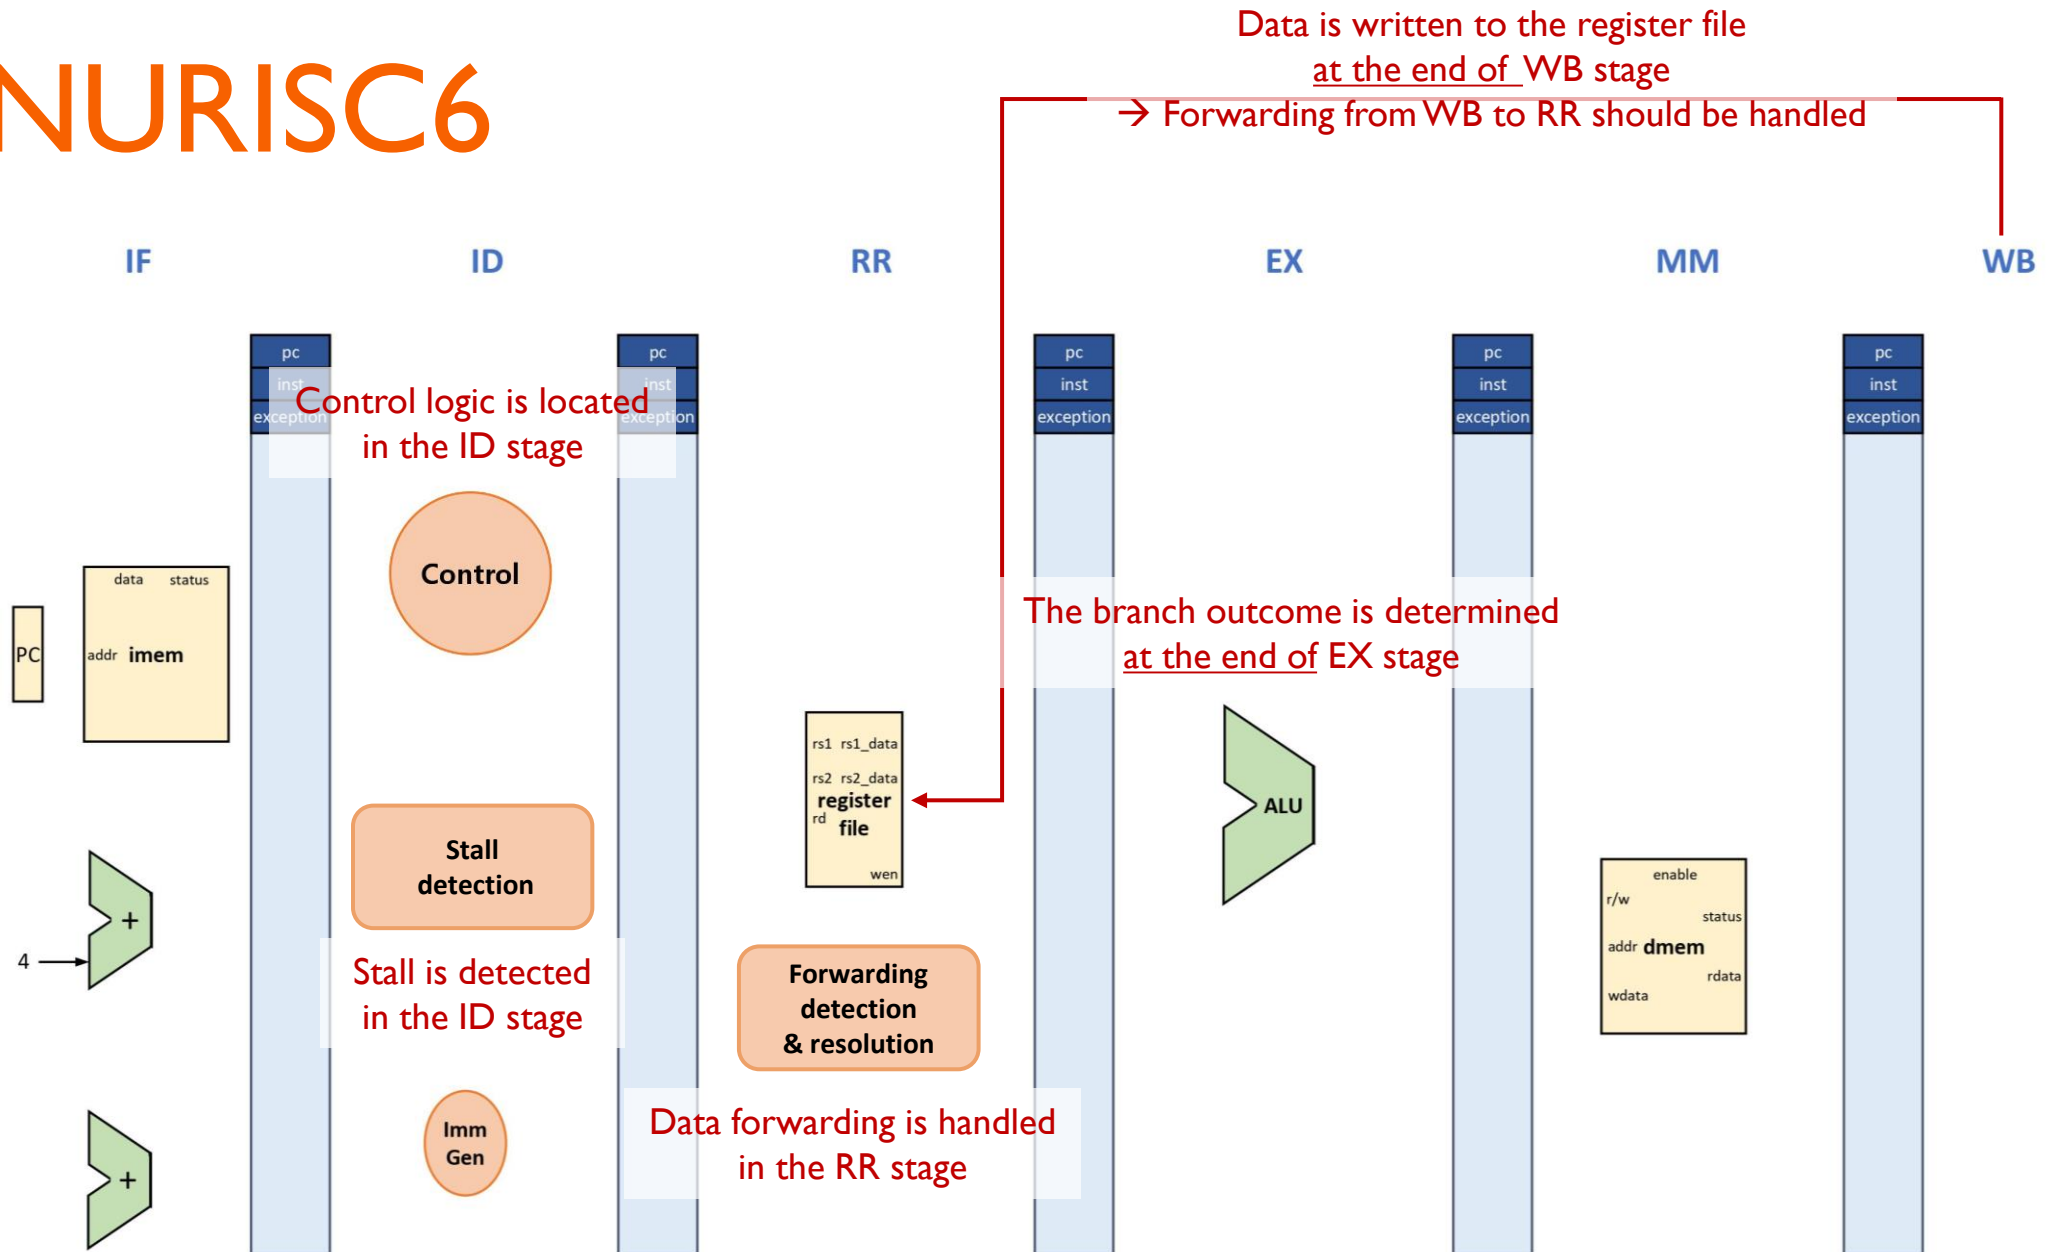 NURISC6
Data is written to the register file
at the end of WB stage
→ Forwarding from WB to RR should be handled
IF
ID
RR
EX
MM
WB
pc
inst
exception
pc
inst
exception
pc
inst
exception
pc
inst
exception
pc
inst
exception
Control logic is located
in the ID stage
Control
data status
addr imem
PC
The branch outcome is determined
at the end of EX stage
rs1 rs1_data
rs2 rs2_data
register
rd
file
wen
ALU
Stall
detection
Stall is detected
in the ID stage
+
4
enable
r/w
status
addr dmem
rdata
wdata
Forwarding
detection
& resolution
Data forwarding is handled
in the RR stage
Imm
Gen
+